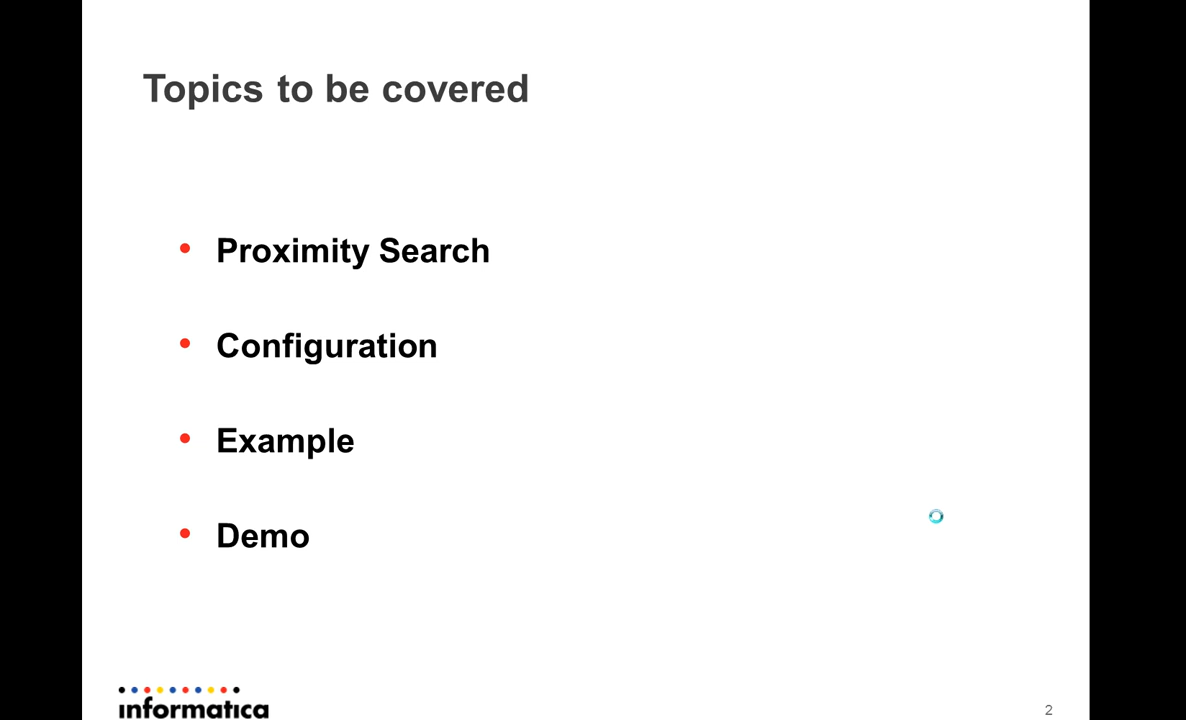 Topics to be covered
• Proximity Search
• Configuration
• Example
• Demo
informatica
2